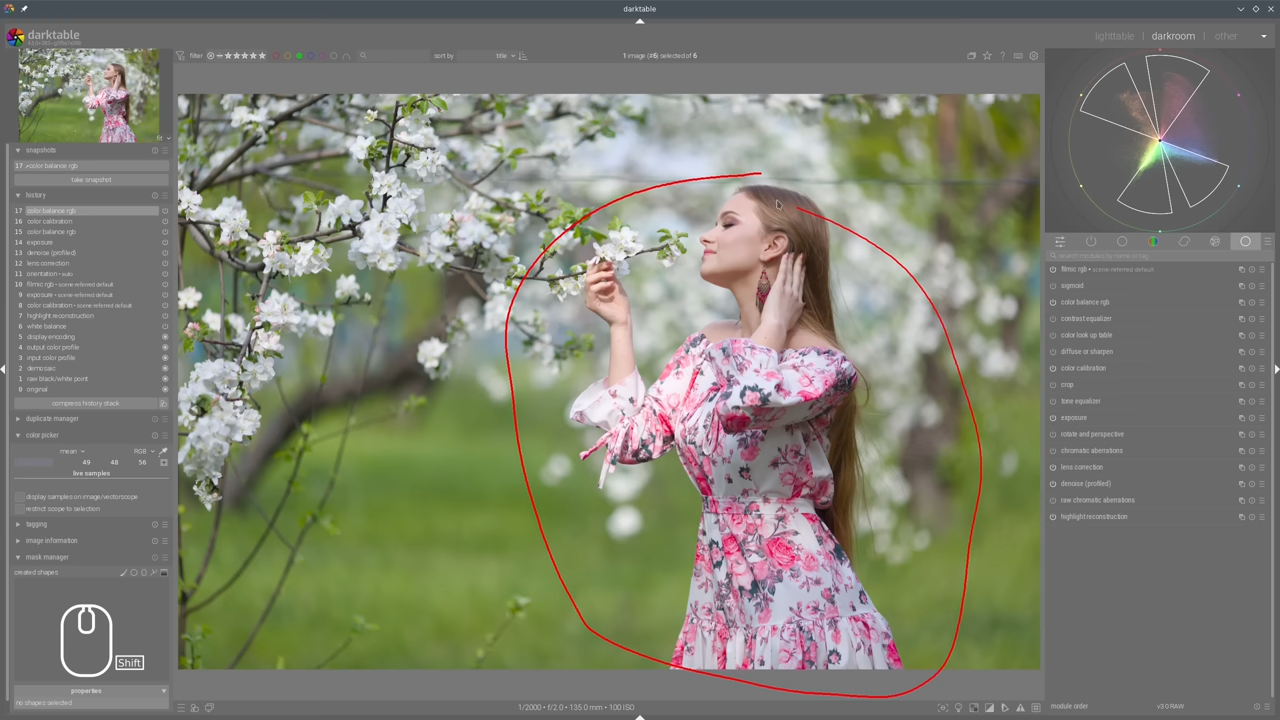 darktable
darktable
lighttable | darkroom | other
filter
sort by title
1 image (#6) selected of 6
fit
snapshots
17 color balance rgb
take snapshot
history
17 color balance rgb
16 color calibration
15 color balance rgb
14 exposure
13 denoise (profiled)
12 lens correction
11 orientation • auto
10 filmic rgb • scene-referred default
9 exposure • scene-referred default
8 color calibration • scene-referred default
7 highlight reconstruction
6 white balance
5 display encoding
4 output color profile
3 input color profile
2 demosaic
1 raw black/white point
0 original
compress history stack
duplicate manager
color picker
mean RGB
49 48 56
live samples
display samples on image/vectorscope
restrict scope to selection
tagging
image information
mask manager
created shapes
Shift
properties
no shapes selected
1/2000 • f/2.0 • 135.0 mm • 100 ISO
search modules by name or tag
filmic rgb • scene-referred default
sigmoid
color balance rgb
contrast equalizer
color look up table
diffuse or sharpen
color calibration
crop
tone equalizer
exposure
rotate and perspective
chromatic aberrations
lens correction
denoise (profiled)
raw chromatic aberrations
highlight reconstruction
module order v3.0 RAW